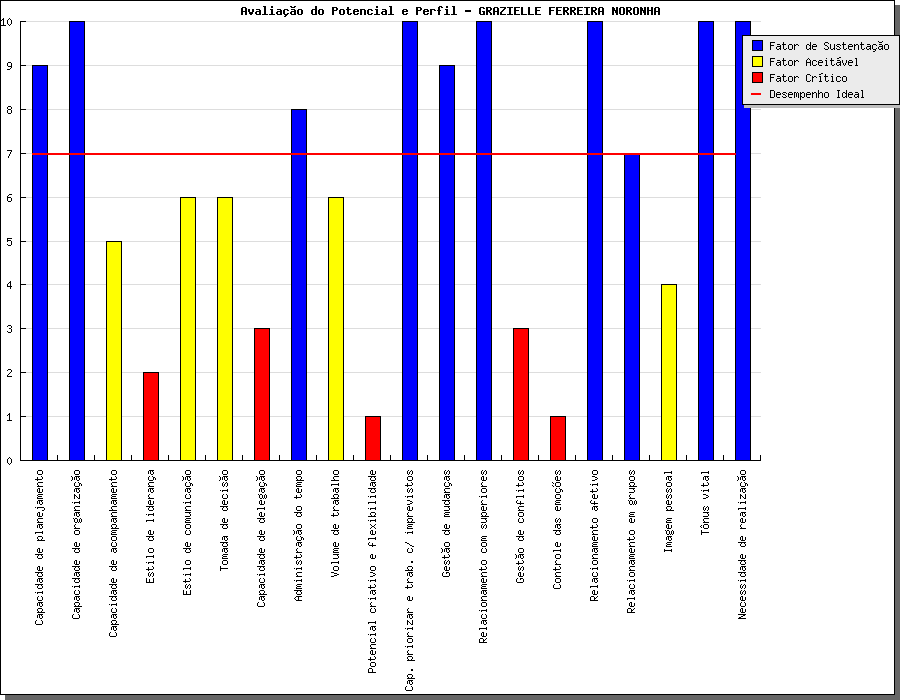 Avaliação do Potencial e Perfil - GRAZIELLE FERREIRA NORONHA
10
9
8
7
6
5
4
3
2
1
0
Fator de Sustentação
Fator Aceitável
Fator Crítico
Desempenho Ideal
Capacidade de planejamento
Capacidade de organização
Capacidade de acompanhamento
Estilo de liderança
Estilo de comunicação
Tomada de decisão
Capacidade de delegação
Administração do tempo
Volume de trabalho
Potencial criativo e flexibilidade
Cap. priorizar e trab. c/ imprevistos
Gestão de mudanças
Relacionamento com superiores
Gestão de conflitos
Controle das emoções
Relacionamento afetivo
Relacionamento em grupos
Imagem pessoal
Tônus vital
Necessidade de realização